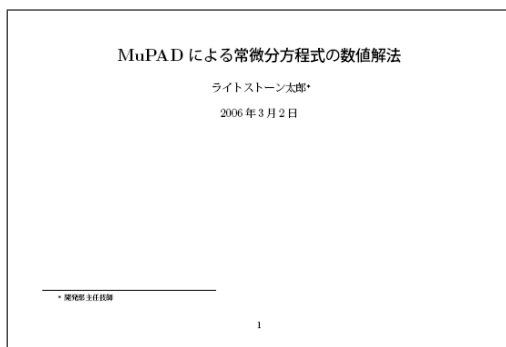 MuPAD による常微分方程式の数値解法
ライトストーン太郎*
2006 年 3 月 2 日
* 開発部主任技師
1